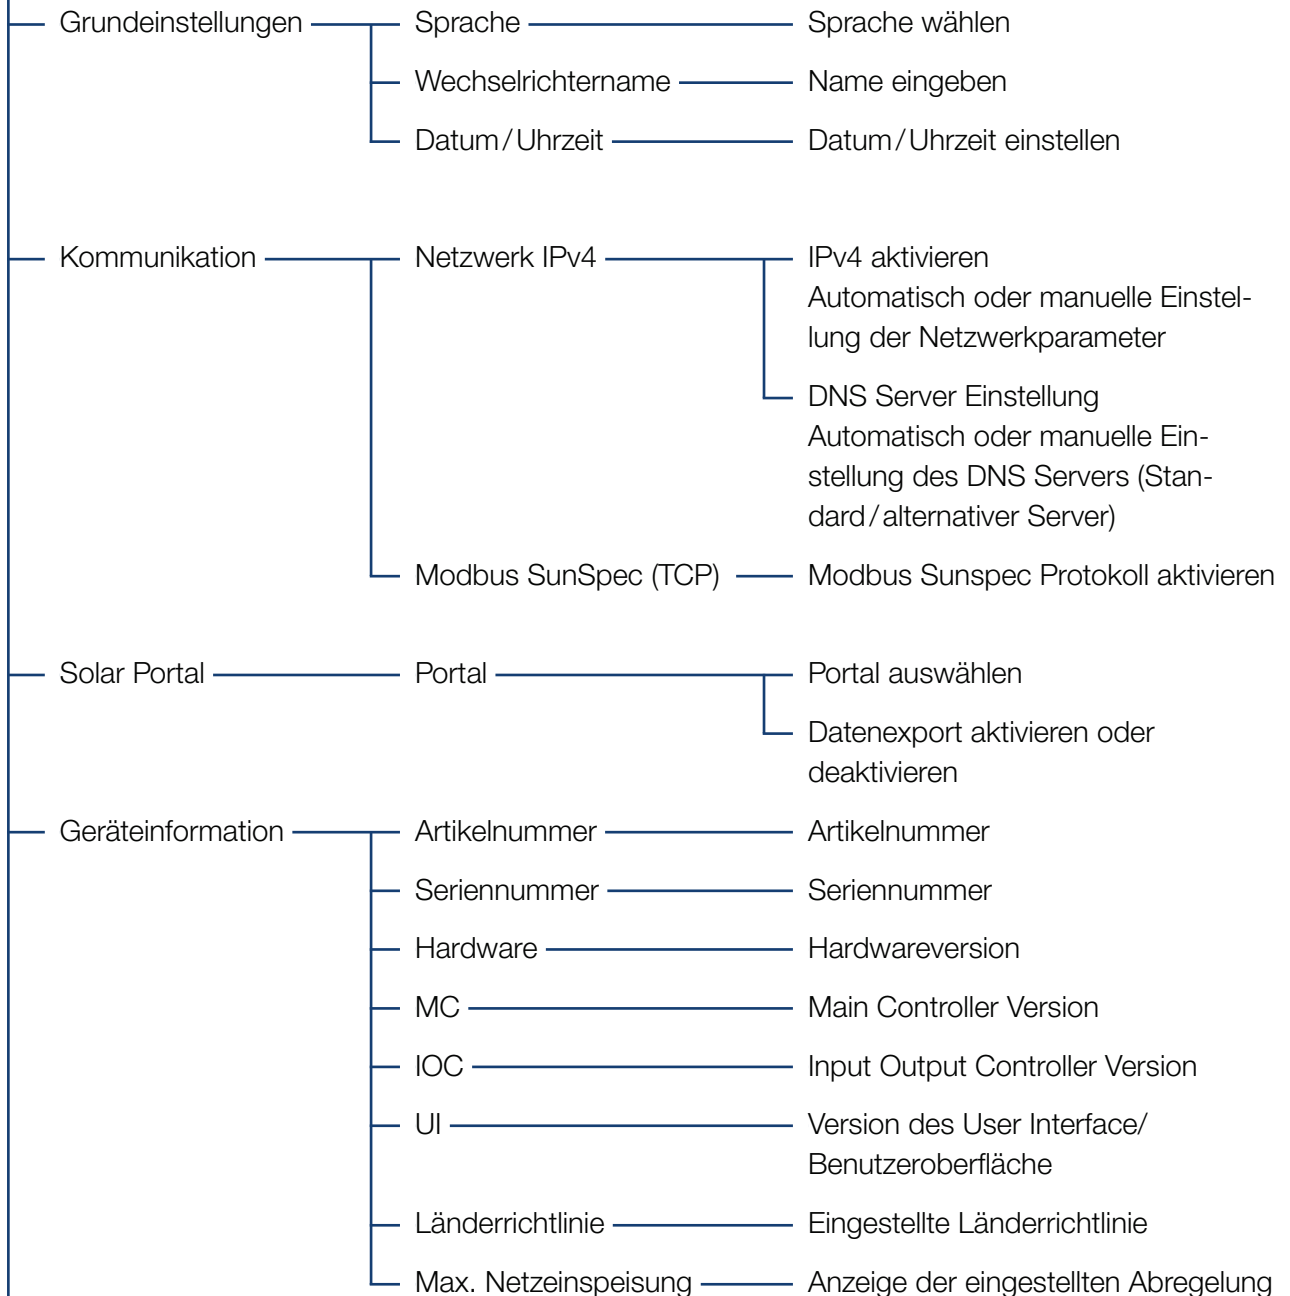 Grundeinstellungen Sprache Sprache wählen
Wechselrichtername Name eingeben
Datum/Uhrzeit Datum/Uhrzeit einstellen
Kommunikation Netzwerk IPv4 IPv4 aktivieren
Automatisch oder manuelle Einstel-
lung der Netzwerkparameter
DNS Server Einstellung
Automatisch oder manuelle Ein-
stellung des DNS Servers (Stan-
dard/alternativer Server)
Modbus SunSpec (TCP) Modbus Sunspec Protokoll aktivieren
Solar Portal Portal Portal auswählen
Datenexport aktivieren oder
deaktivieren
Geräteinformation Artikelnummer Artikelnummer
Seriennummer Seriennummer
Hardware Hardwareversion
MC Main Controller Version
IOC Input Output Controller Version
UI Version des User Interface/
Benutzeroberfläche
Länderrichtlinie Eingestellte Länderrichtlinie
Max. Netzeinspeisung Anzeige der eingestellten Abregelung